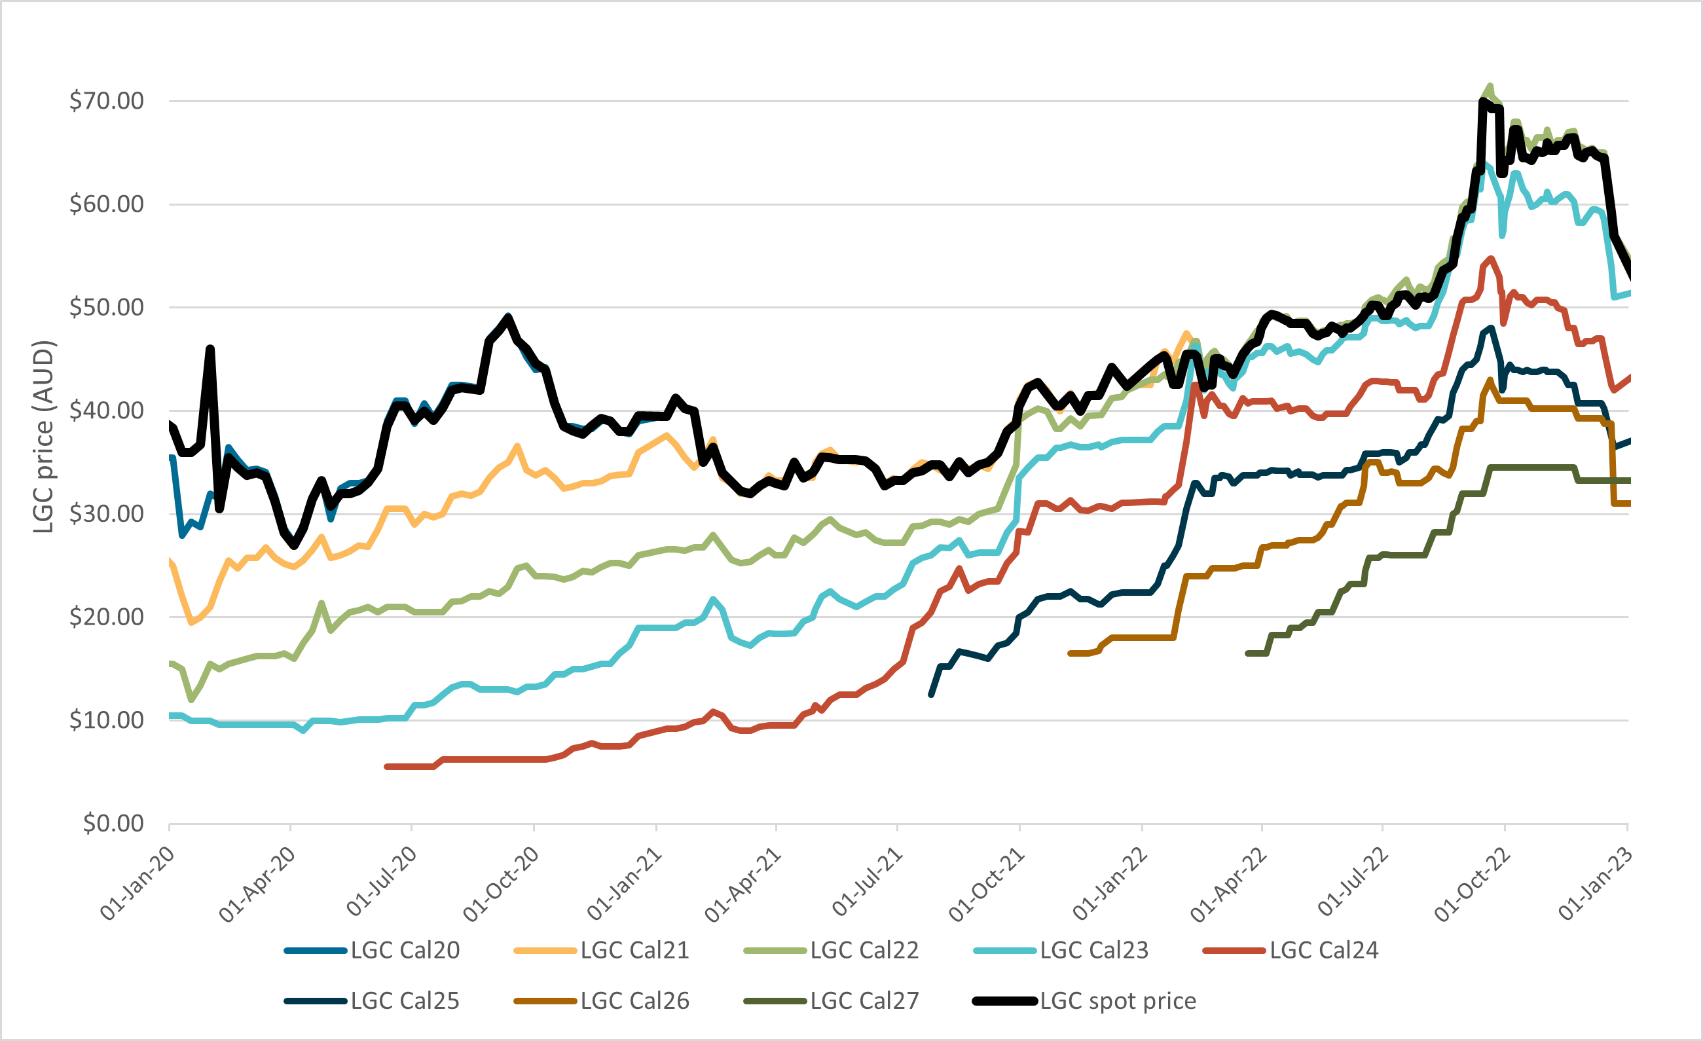 $70.00
$60.00
$50.00
$40.00
$30.00
$20.00
$10.00
$0.00
LGC price (AUD)
01-Jan-20
01-Apr-20
01-Jul-20
01-Oct-20
01-Jan-21
01-Apr-21
01-Jul-21
01-Oct-21
01-Jan-22
01-Apr-22
01-Jul-22
01-Oct-22
01-Jan-23
LGC Cal20
LGC Cal21
LGC Cal22
LGC Cal23
LGC Cal24
LGC Cal25
LGC Cal26
LGC Cal27
LGC spot price